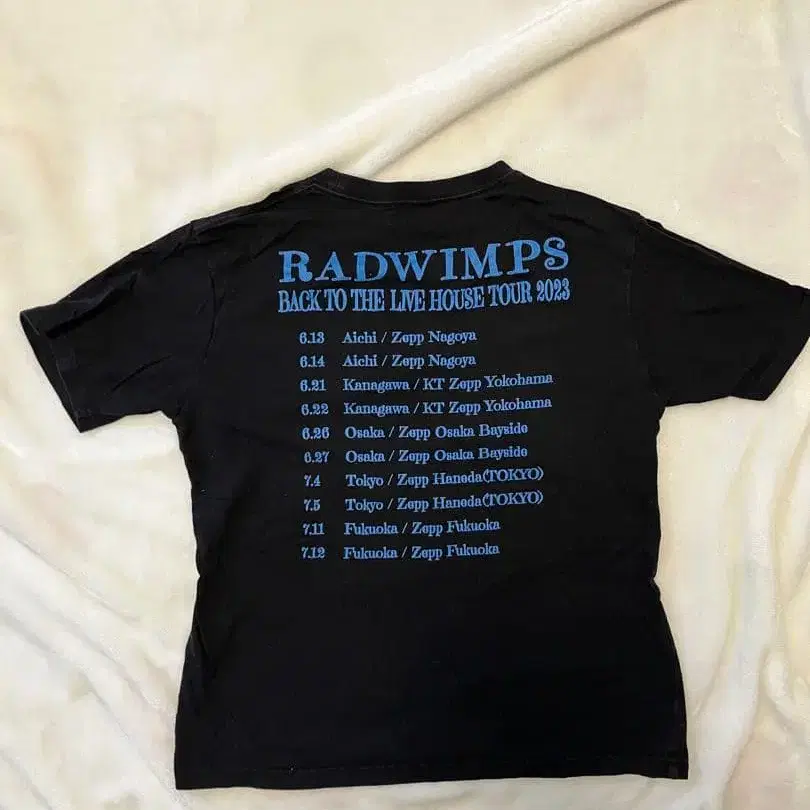 RADWIMPS
BACK TO THE LIVE HOUSE TOUR 2023
6.13 Aichi / Zepp Nagoya
6.14 Aichi / Zepp Nagoya
6.21 Kanagawa / KT Zepp Yokohama
6.22 Kanagawa / KT Zepp Yokohama
6.26 Osaka / Zepp Osaka Bayside
6.27 Osaka / Zepp Osaka Bayside
7.4 Tokyo / Zepp Haneda(TOKYO)
7.5 Tokyo / Zepp Haneda(TOKYO)
7.11 Fukuoka / Zepp Fukuoka
7.12 Fukuoka / Zepp Fukuoka